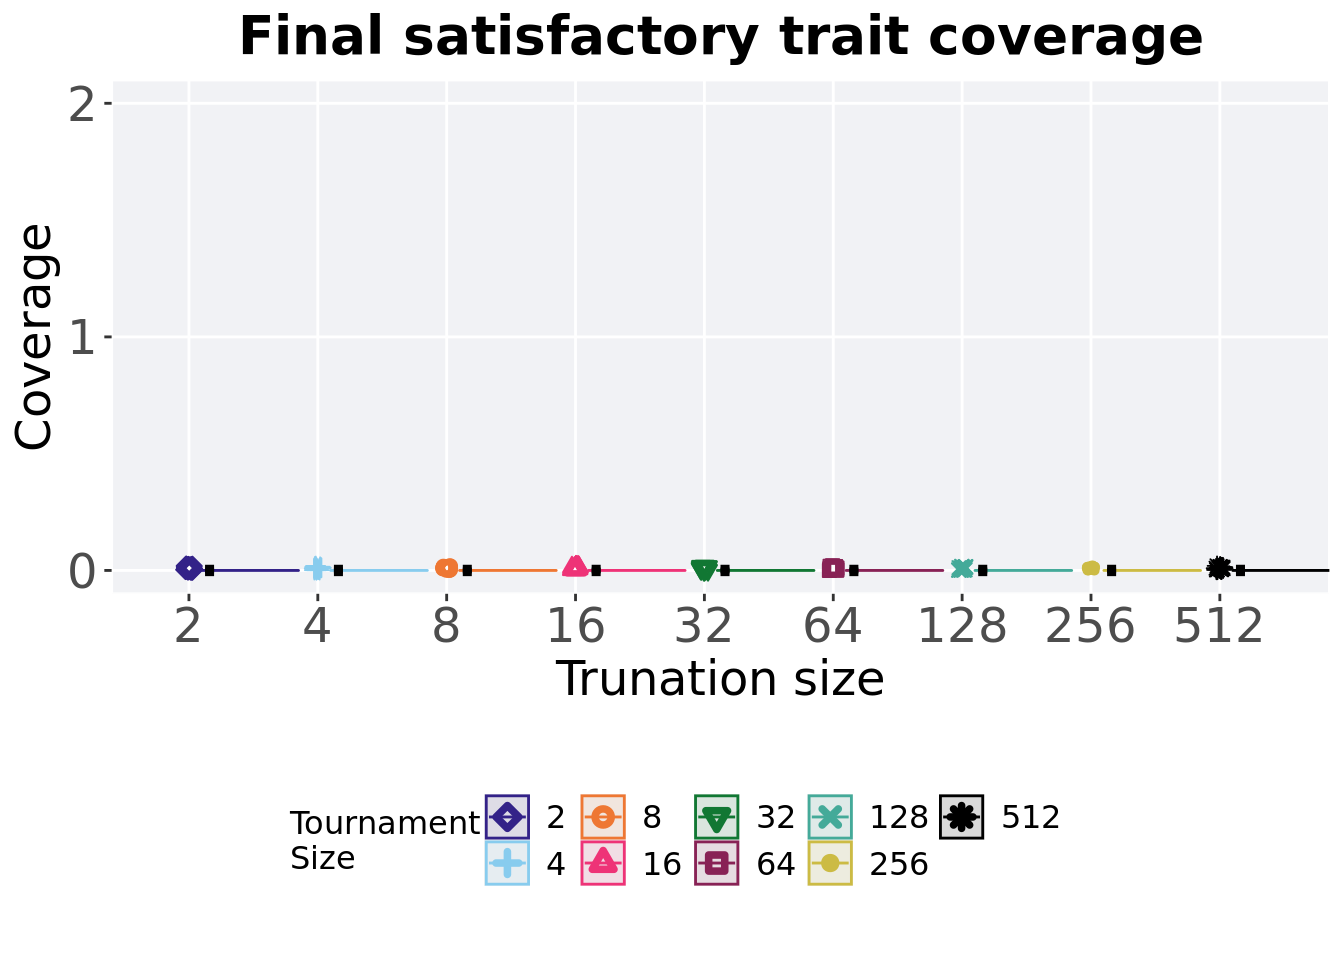 Final satisfactory trait coverage
2
1
0
Coverage
2 4 8 16 32 64 128 256 512
Trunation size
Tournament
Size
2 8 32 128 512
4 16 64 256